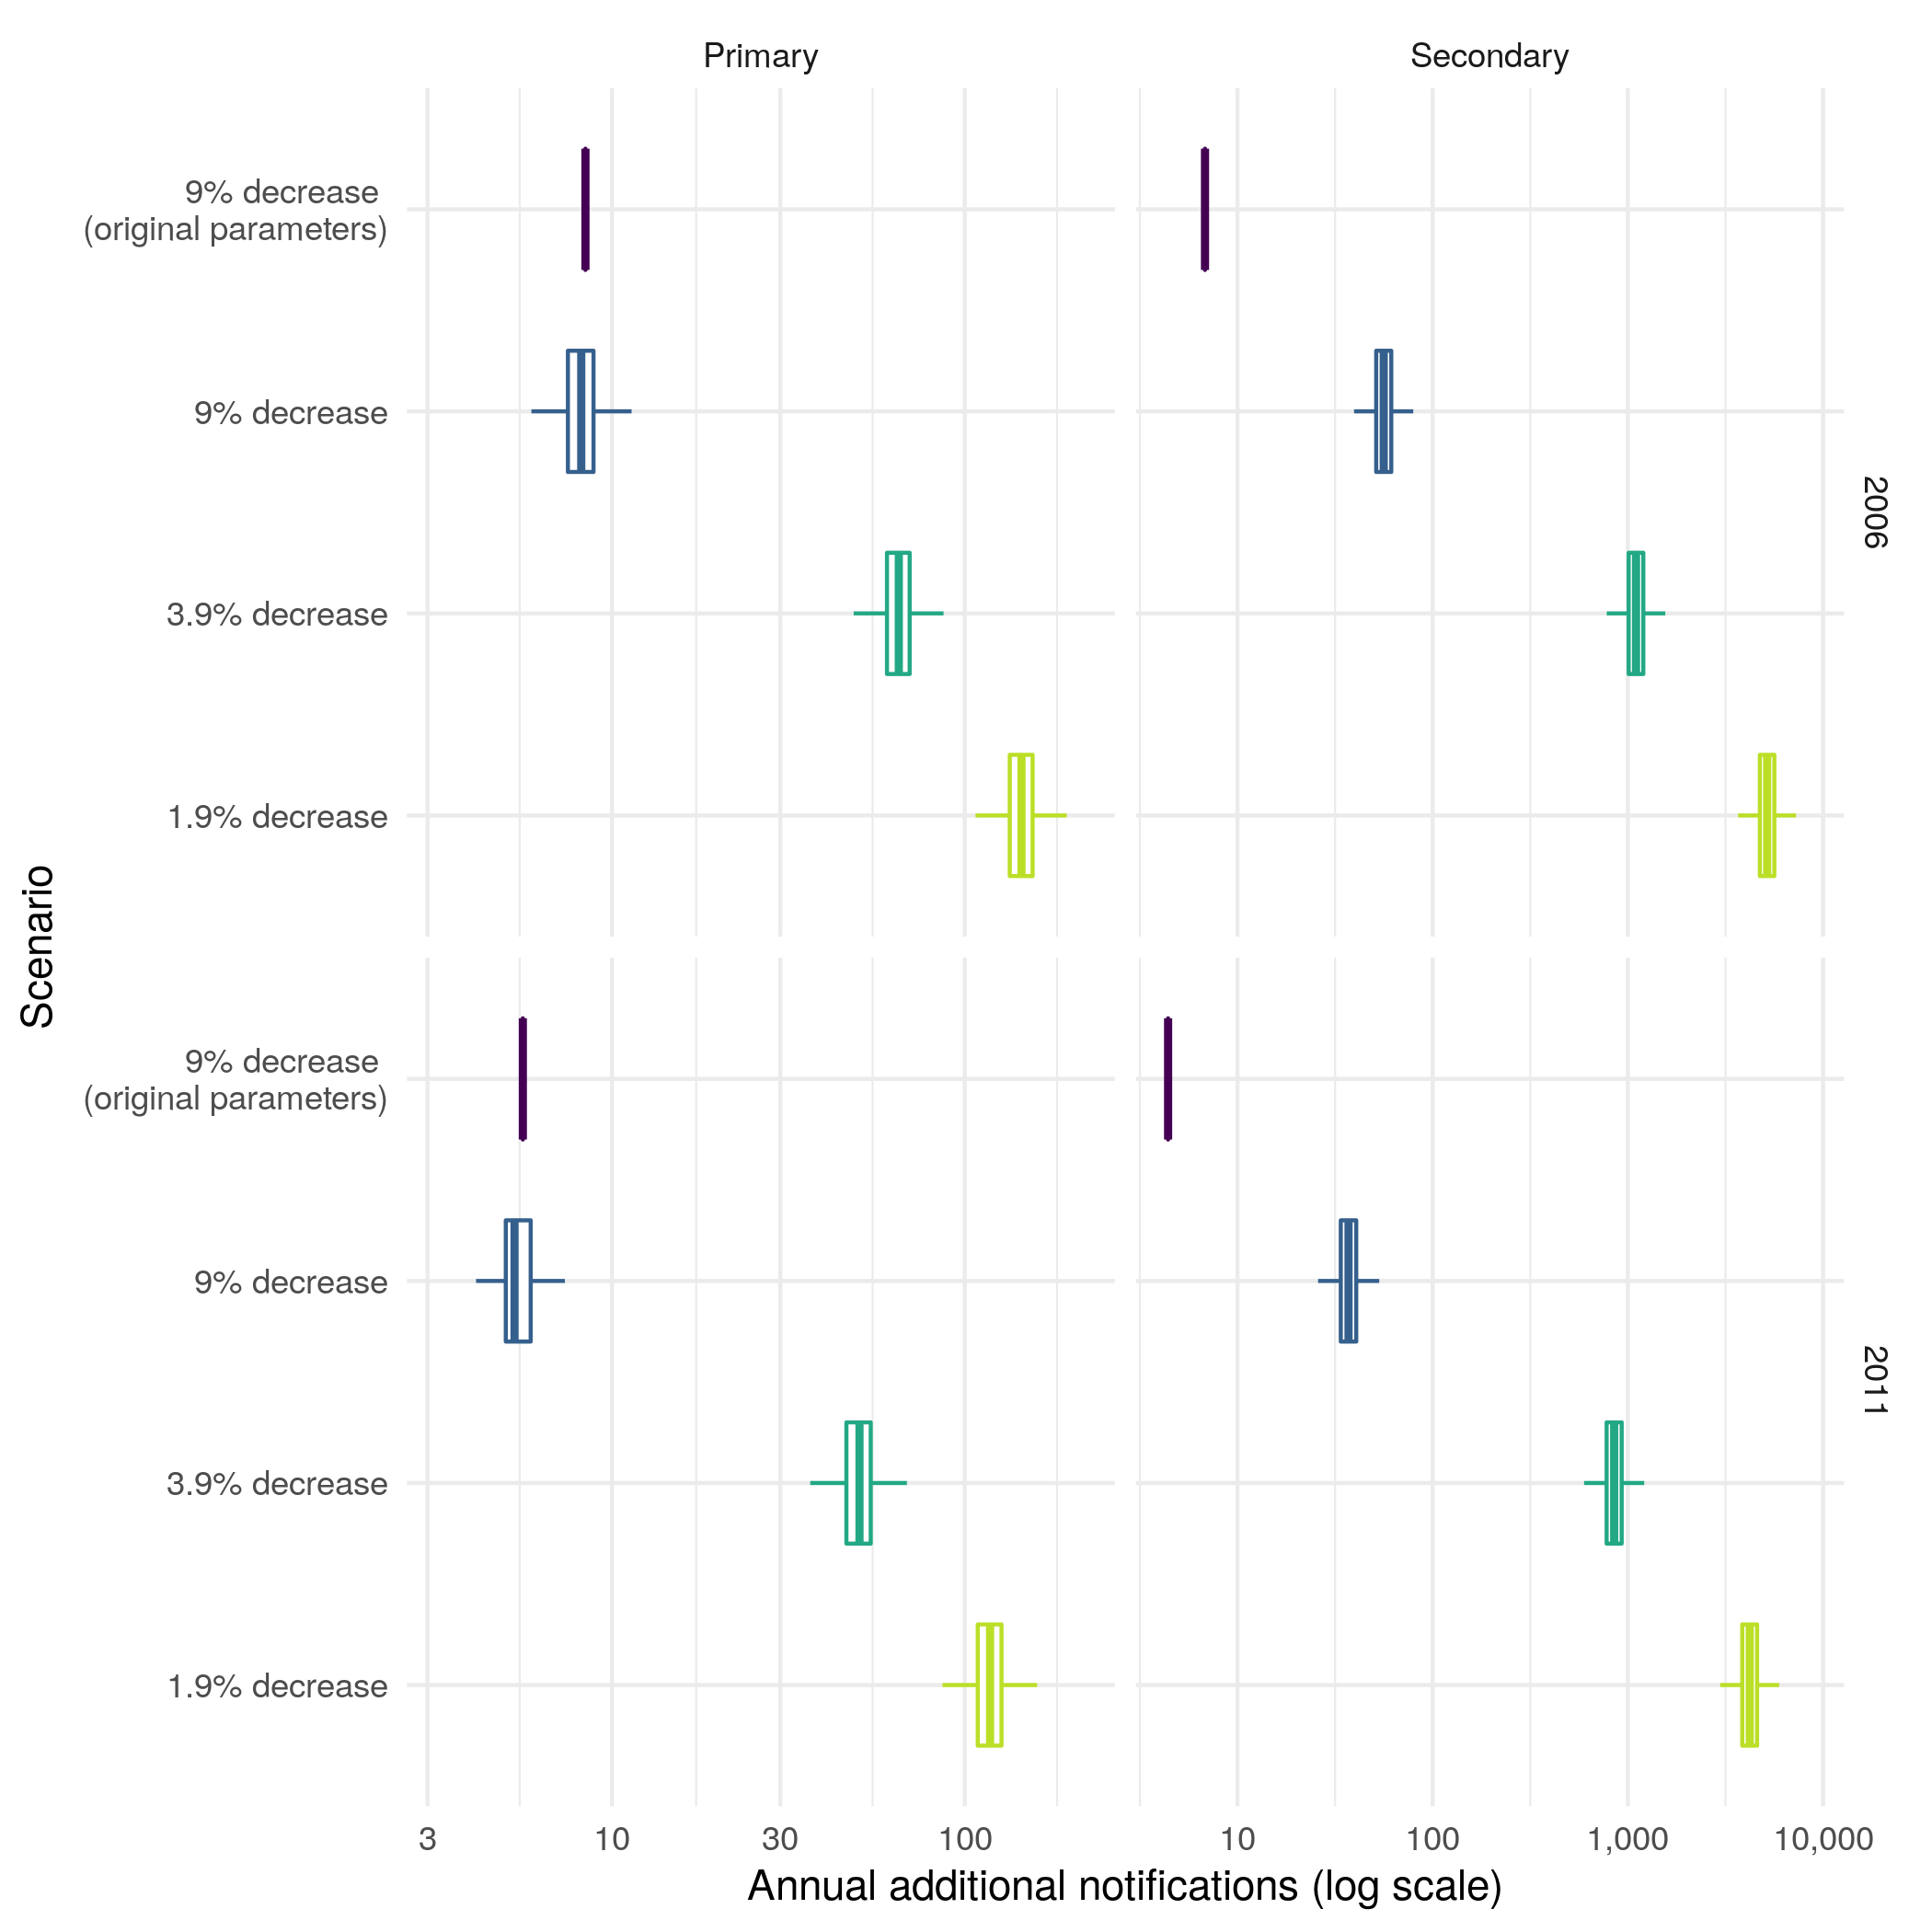 Primary
Secondary
9% decrease
(original parameters)
9% decrease
3.9% decrease
1.9% decrease
2006
Scenario
9% decrease
(original parameters)
9% decrease
3.9% decrease
1.9% decrease
2011
3 10 30 100 10 100 1,000 10,000
Annual additional notifications (log scale)